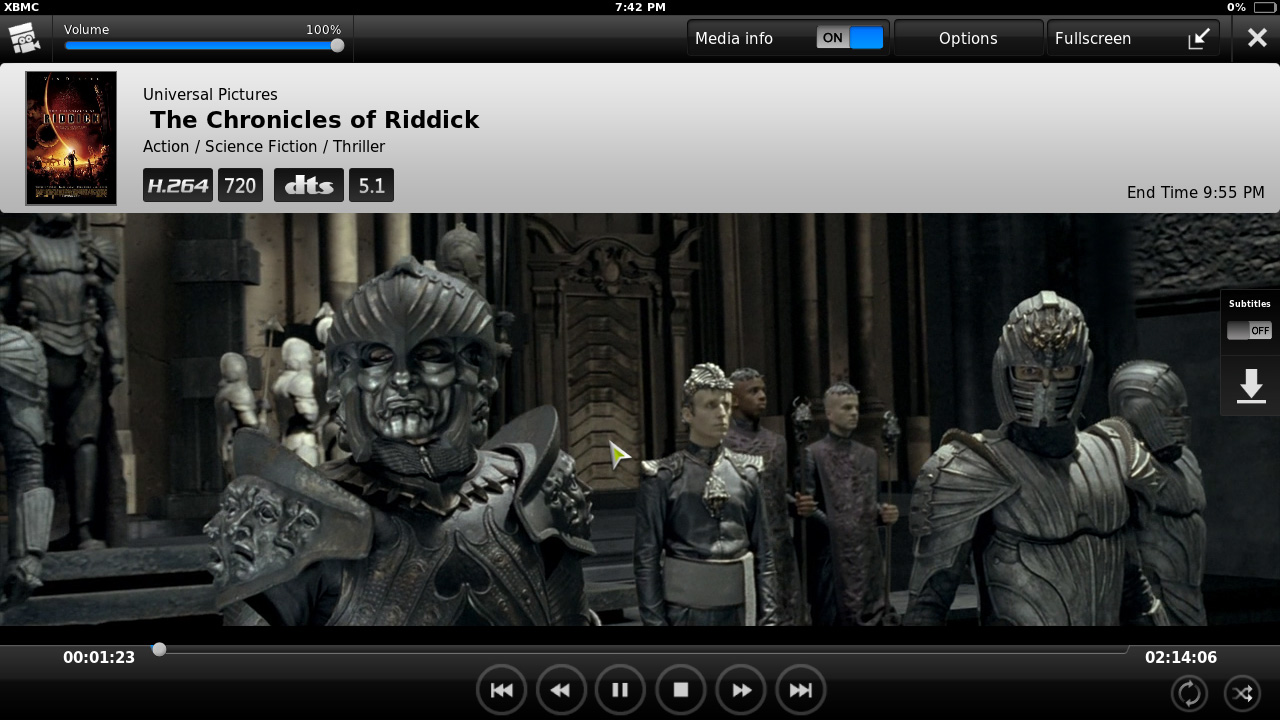 XBMC
7:42 PM
0%
Volume
100%
Media info
ON
Options
Fullscreen
Universal Pictures
The Chronicles of Riddick
Action / Science Fiction / Thriller
H.264
720
dts
5.1
End Time 9:55 PM
RIDDICK
Subtitles
OFF
00:01:23
02:14:06